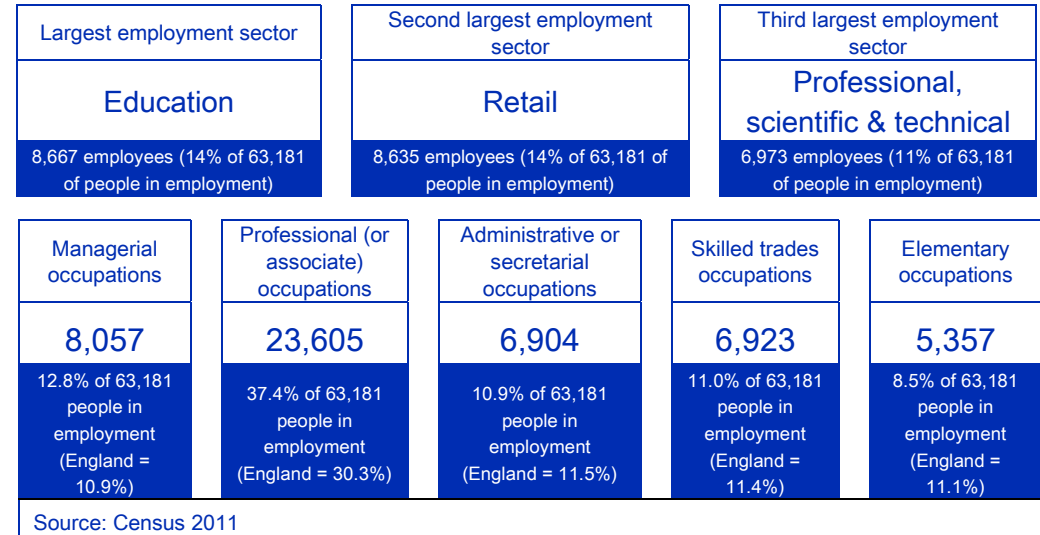 Largest employment sector
Education
8,667 employees (14% of 63,181
of people in employment)
Second largest employment
sector
Retail
8,635 employees (14% of 63,181 of
people in employment)
Third largest employment
sector
Professional,
scientific & technical
6,973 employees (11% of 63,181
of people in employment)
Managerial
occupations
8,057
12.8% of 63,181
people in
employment
(England =
10.9%)
Professional (or
associate)
occupations
23,605
37.4% of 63,181
people in
employment
(England = 30.3%)
Administrative or
secretarial
occupations
6,904
10.9% of 63,181
people in
employment
(England = 11.5%)
Skilled trades
occupations
6,923
11.0% of 63,181
people in
employment
(England =
11.4%)
Elementary
occupations
5,357
8.5% of 63,181
people in
employment
(England =
11.1%)
Source: Census 2011